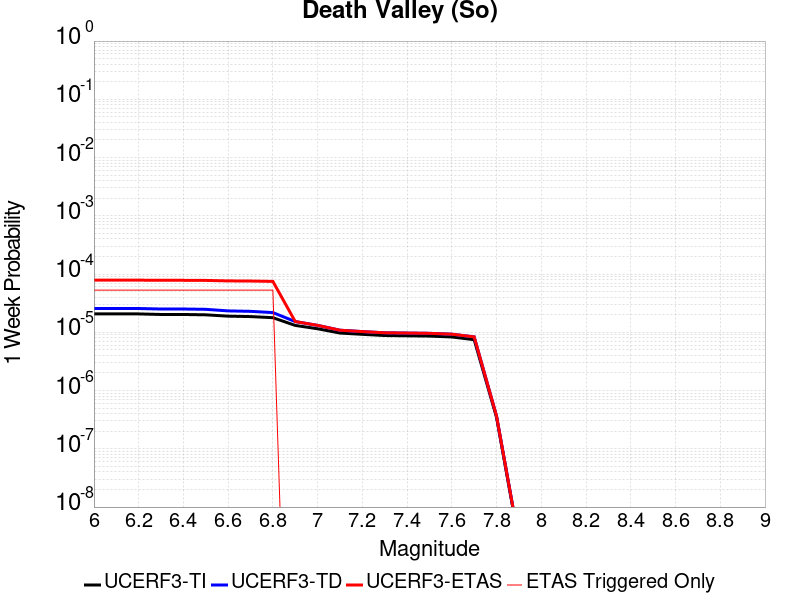 Death Valley (So)
1 Week Probability
10^0
10^-1
10^-2
10^-3
10^-4
10^-5
10^-6
10^-7
10^-8
6 6.2 6.4 6.6 6.8 7 7.2 7.4 7.6 7.8 8 8.2 8.4 8.6 8.8 9
Magnitude
UCERF3-TI UCERF3-TD UCERF3-ETAS ETAS Triggered Only